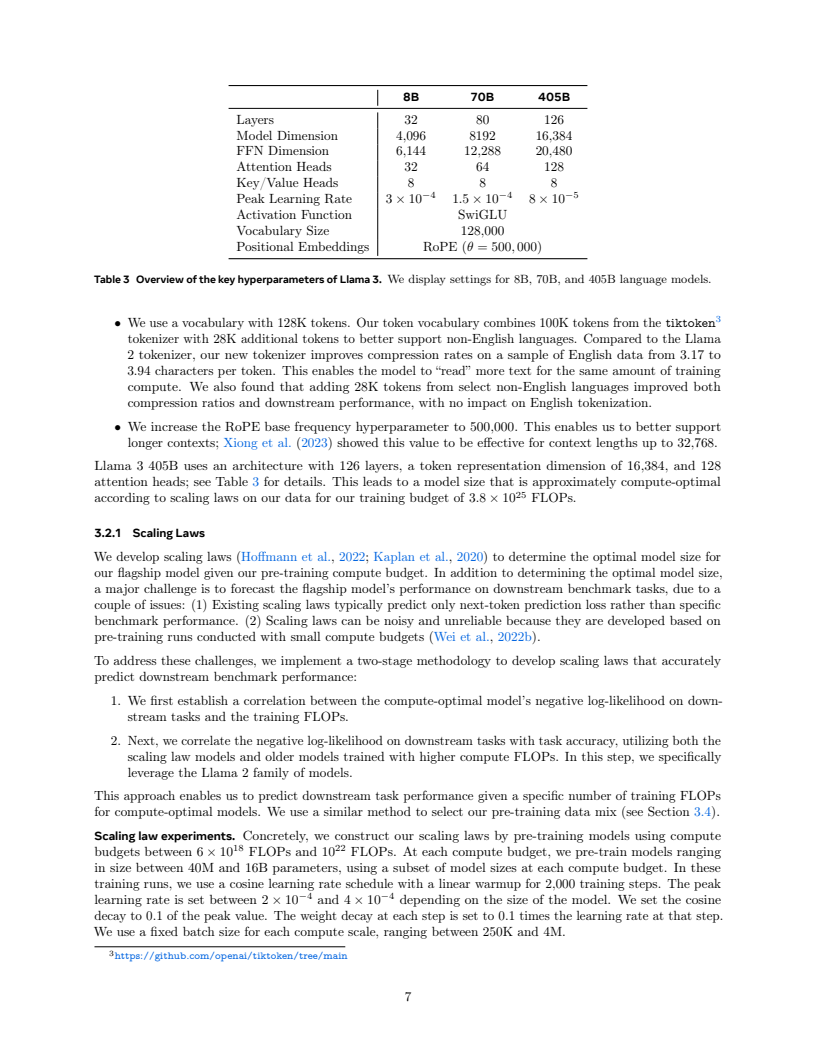 8B 70B 405B
Layers 32 80 126
Model Dimension 4,096 8192 16,384
FFN Dimension 6,144 12,288 20,480
Attention Heads 32 64 128
Key/Value Heads 8 8 8
Peak Learning Rate 3 × 10⁻⁴ 1.5 × 10⁻⁴ 8 × 10⁻⁵
Activation Function SwiGLU
Vocabulary Size 128,000
Positional Embeddings RoPE (θ = 500, 000)
Table 3 Overview of the key hyperparameters of Llama 3. We display settings for 8B, 70B, and 405B language models.
• We use a vocabulary with 128K tokens. Our token vocabulary combines 100K tokens from the tiktoken³
tokenizer with 28K additional tokens to better support non-English languages. Compared to the Llama
2 tokenizer, our new tokenizer improves compression rates on a sample of English data from 3.17 to
3.94 characters per token. This enables the model to “read” more text for the same amount of training
compute. We also found that adding 28K tokens from select non-English languages improved both
compression ratios and downstream performance, with no impact on English tokenization.
• We increase the RoPE base frequency hyperparameter to 500,000. This enables us to better support
longer contexts; Xiong et al. (2023) showed this value to be effective for context lengths up to 32,768.
Llama 3 405B uses an architecture with 126 layers, a token representation dimension of 16,384, and 128
attention heads; see Table 3 for details. This leads to a model size that is approximately compute-optimal
according to scaling laws on our data for our training budget of 3.8 × 10²⁵ FLOPs.
3.2.1 Scaling Laws
We develop scaling laws (Hoffmann et al., 2022; Kaplan et al., 2020) to determine the optimal model size for
our flagship model given our pre-training compute budget. In addition to determining the optimal model size,
a major challenge is to forecast the flagship model’s performance on downstream benchmark tasks, due to a
couple of issues: (1) Existing scaling laws typically predict only next-token prediction loss rather than specific
benchmark performance. (2) Scaling laws can be noisy and unreliable because they are developed based on
pre-training runs conducted with small compute budgets (Wei et al., 2022b).
To address these challenges, we implement a two-stage methodology to develop scaling laws that accurately
predict downstream benchmark performance:
1. We first establish a correlation between the compute-optimal model’s negative log-likelihood on down-
stream tasks and the training FLOPs.
2. Next, we correlate the negative log-likelihood on downstream tasks with task accuracy, utilizing both the
scaling law models and older models trained with higher compute FLOPs. In this step, we specifically
leverage the Llama 2 family of models.
This approach enables us to predict downstream task performance given a specific number of training FLOPs
for compute-optimal models. We use a similar method to select our pre-training data mix (see Section 3.4).
Scaling law experiments. Concretely, we construct our scaling laws by pre-training models using compute
budgets between 6 × 10¹⁸ FLOPs and 10²² FLOPs. At each compute budget, we pre-train models ranging
in size between 40M and 16B parameters, using a subset of model sizes at each compute budget. In these
training runs, we use a cosine learning rate schedule with a linear warmup for 2,000 training steps. The peak
learning rate is set between 2 × 10⁻⁴ and 4 × 10⁻⁴ depending on the size of the model. We set the cosine
decay to 0.1 of the peak value. The weight decay at each step is set to 0.1 times the learning rate at that step.
We use a fixed batch size for each compute scale, ranging between 250K and 4M.
³https://github.com/openai/tiktoken/tree/main
7